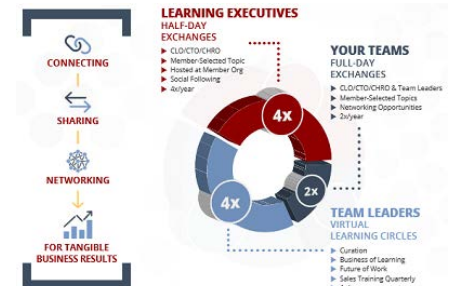 CONNECTING
SHARING
NETWORKING
FOR TANGIBLE
BUSINESS RESULTS
LEARNING EXECUTIVES
HALF-DAY
EXCHANGES
CLO/CTO/CHRO
Member-Selected Topic
Hosted at Member Org
Social Following
4x/year
4x
YOUR TEAMS
FULL-DAY
EXCHANGES
CLO/CTO/CHRO & Team Leaders
Member-Selected Topics
Networking Opportunities
2x/year
2x
4x
TEAM LEADERS
VIRTUAL
LEARNING CIRCLES
Curation
Business of Learning
Future of Work
Sales Training Quarterly